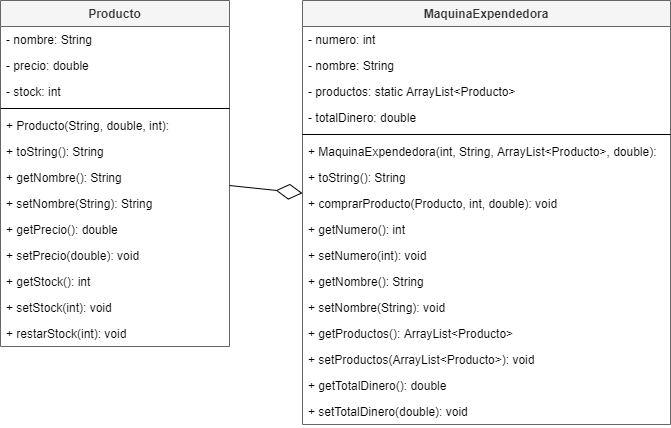 Producto
- nombre: String
- precio: double
- stock: int
+ Producto(String, double, int):
+ toString(): String
+ getNombre(): String
+ setNombre(String): String
+ getPrecio(): double
+ setPrecio(double): void
+ getStock(): int
+ setStock(int): void
+ restarStock(int): void
MaquinaExpendedora
- numero: int
- nombre: String
- productos: static ArrayList<Producto>
- totalDinero: double
+ MaquinaExpendedora(int, String, ArrayList<Producto>, double):
+ toString(): String
+ comprarProducto(Producto, int, double): void
+ getNumero(): int
+ setNumero(int): void
+ getNombre(): String
+ setNombre(String): void
+ getProductos(): ArrayList<Producto>
+ setProductos(ArrayList<Producto>): void
+ getTotalDinero(): double
+ setTotalDinero(double): void